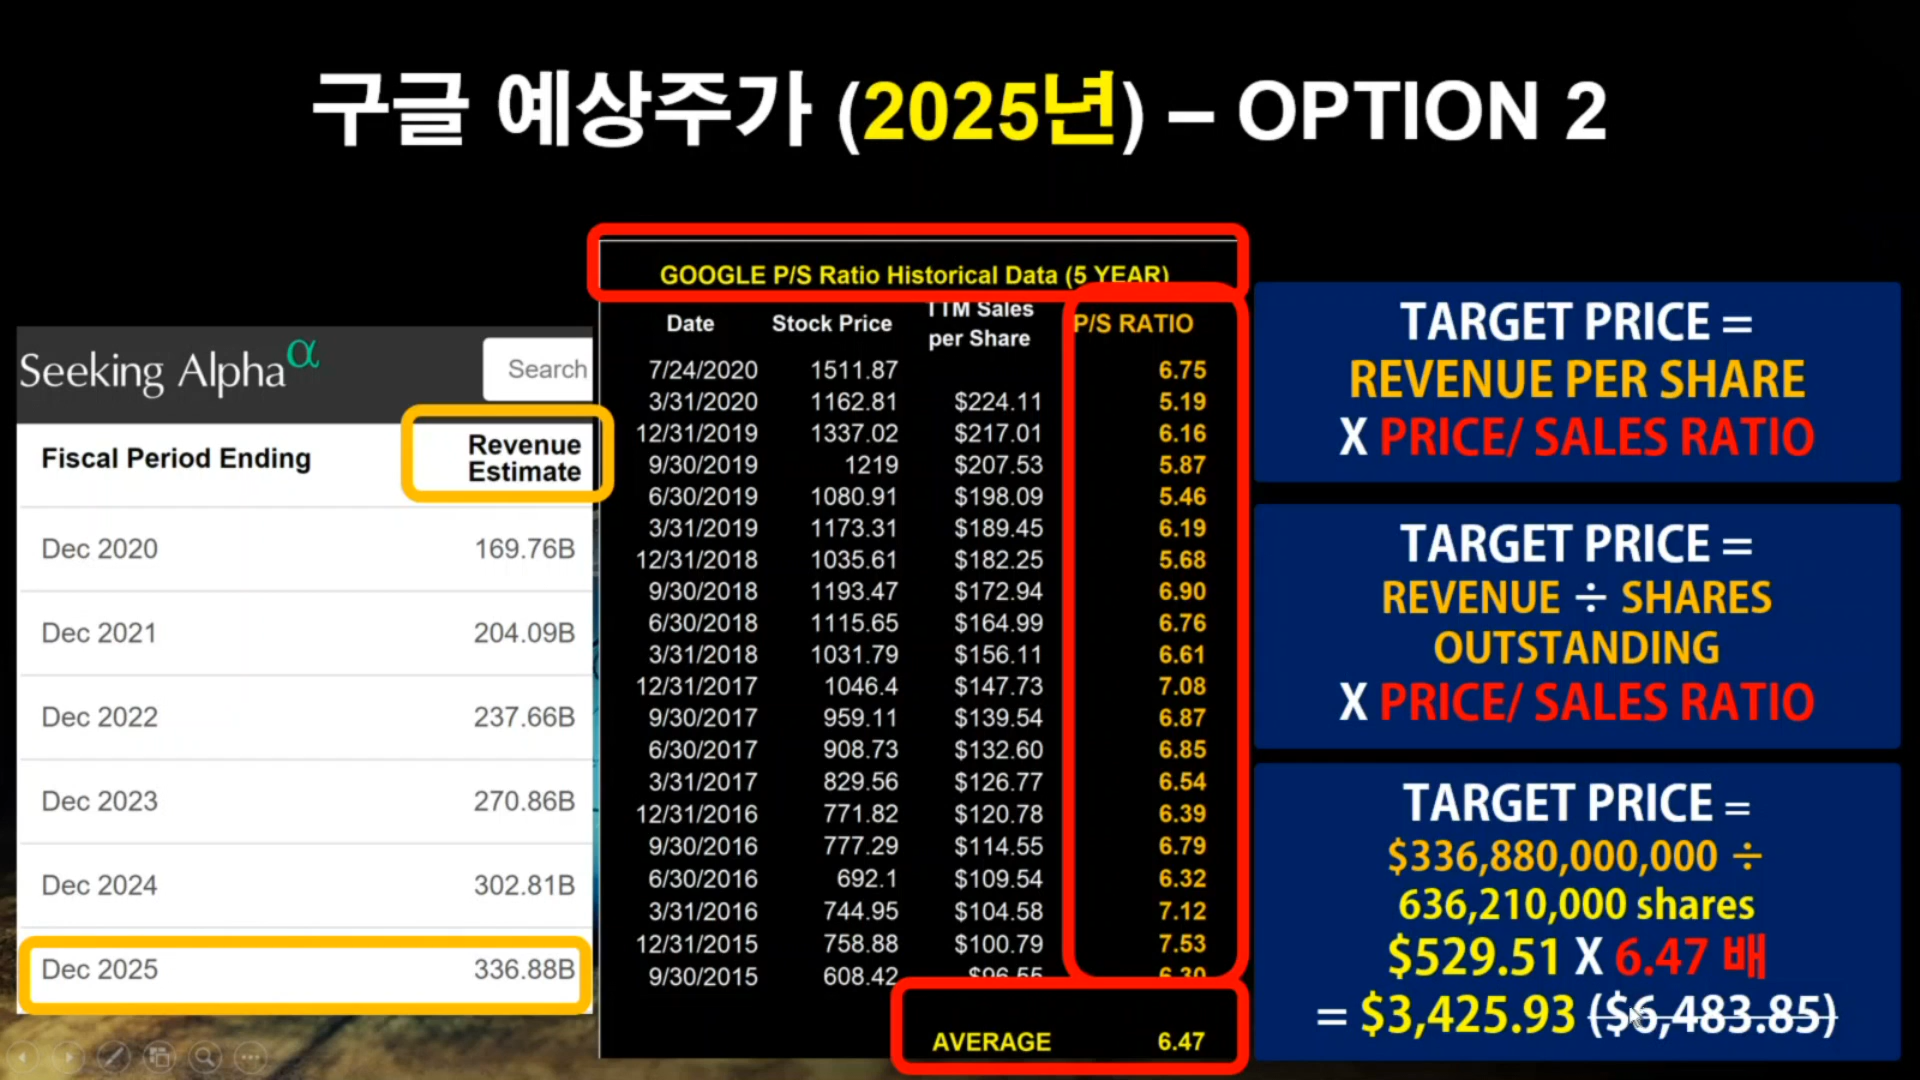 구글 예상주가 (2025년) – OPTION 2
Seeking Alphaα
Search
Fiscal Period Ending Revenue Estimate
Dec 2020 169.76B
Dec 2021 204.09B
Dec 2022 237.66B
Dec 2023 270.86B
Dec 2024 302.81B
Dec 2025 336.88B
GOOGLE P/S Ratio Historical Data (5 YEAR)
Date Stock Price TTM Sales per Share P/S RATIO
7/24/2020 1511.87 6.75
3/31/2020 1162.81 $224.11 5.19
12/31/2019 1337.02 $217.01 6.16
9/30/2019 1219 $207.53 5.87
6/30/2019 1080.91 $198.09 5.46
3/31/2019 1173.31 $189.45 6.19
12/31/2018 1035.61 $182.25 5.68
9/30/2018 1193.47 $172.94 6.90
6/30/2018 1115.65 $164.99 6.76
3/31/2018 1031.79 $156.11 6.61
12/31/2017 1046.4 $147.73 7.08
9/30/2017 959.11 $139.54 6.87
6/30/2017 908.73 $132.60 6.85
3/31/2017 829.56 $126.77 6.54
12/31/2016 771.82 $120.78 6.39
9/30/2016 777.29 $114.55 6.79
6/30/2016 692.1 $109.54 6.32
3/31/2016 744.95 $104.58 7.12
12/31/2015 758.88 $100.79 7.53
9/30/2015 608.42 $96.55 6.30
AVERAGE 6.47
TARGET PRICE =
REVENUE PER SHARE
X PRICE/ SALES RATIO
TARGET PRICE =
REVENUE ÷ SHARES
OUTSTANDING
X PRICE/ SALES RATIO
TARGET PRICE =
$336,880,000,000 ÷
636,210,000 shares
$529.51 X 6.47 배
= $3,425.93 ($6,483.85)